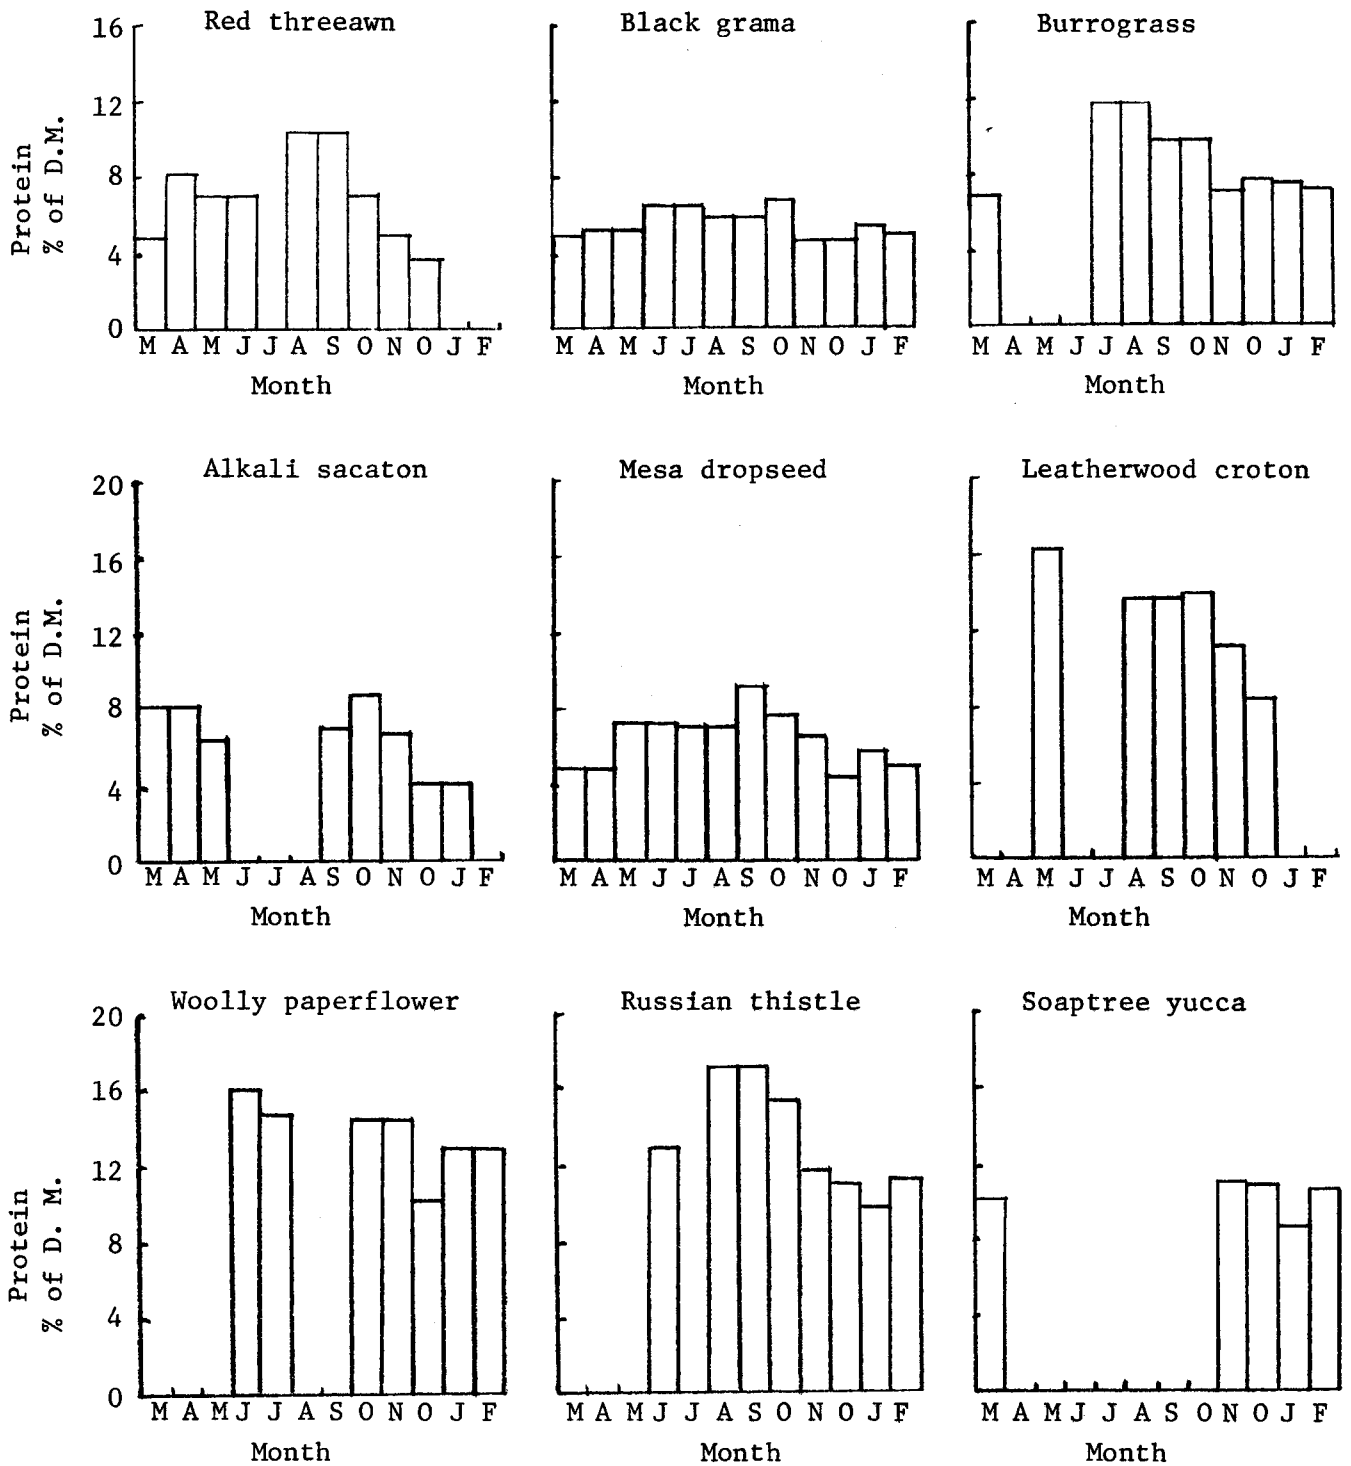 Red threeawn
Black grama
Burrograss
Protein
% of D.M.
16
12
8
4
0
M A M J J A S O N O J F
M A M J J A S O N O J F
M A M J J A S O N O J F
Month
Month
Month
Alkali sacaton
Mesa dropseed
Leatherwood croton
Protein
% of D.M.
20
16
12
8
4
0
M A M J J A S O N O J F
M A M J J A S O N O J F
M A M J J A S O N O J F
Month
Month
Month
Woolly paperflower
Russian thistle
Soaptree yucca
Protein
% of D. M.
20
16
12
8
4
0
M A M J J A S O N O J F
M A M J J A S O N O J F
M A M J J A S O N O J F
Month
Month
Month